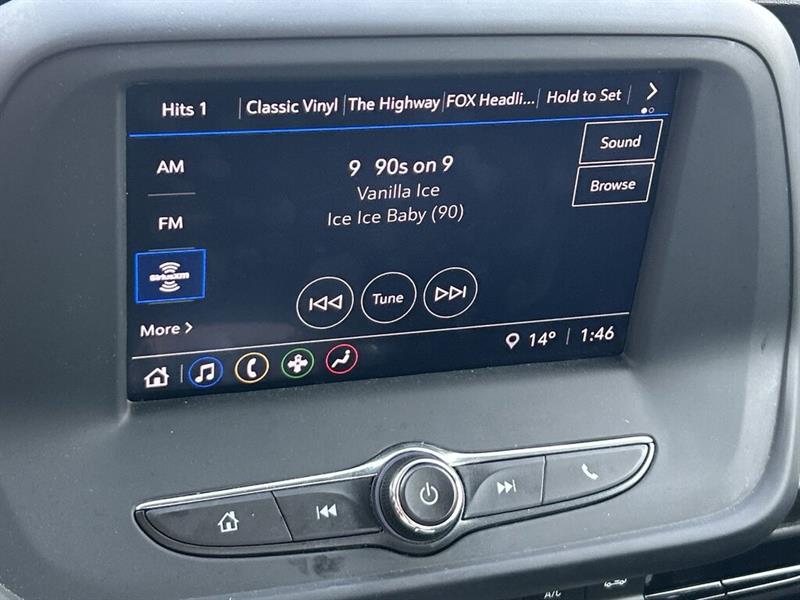 Hits 1 Classic Vinyl The Highway FOX Headli... Hold to Set
Sound
AM
9 90s on 9
Browse
Vanilla Ice
FM
Ice Ice Baby (90)
SiriusXM
Tune
More
14° 1:46
A/C